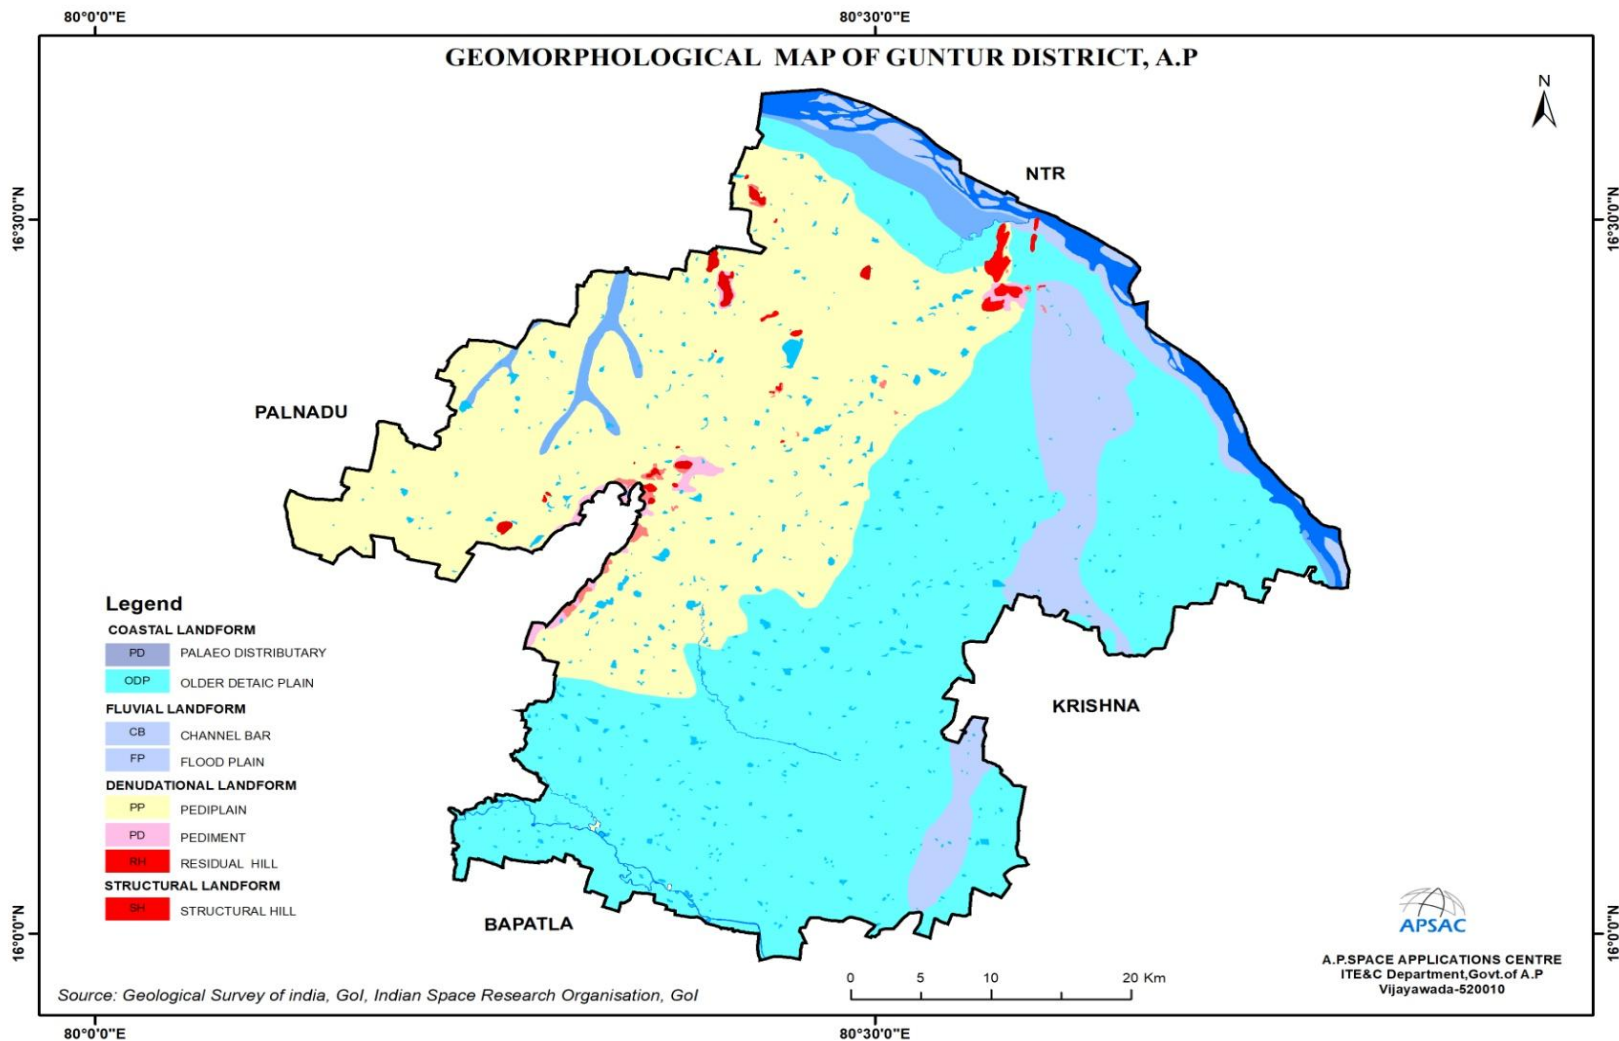 80°0'0"E
80°30'0"E
GEOMORPHOLOGICAL MAP OF GUNTUR DISTRICT, A.P
N
NTR
16°30'0"N
16°30'0"N
PALNADU
Legend
COASTAL LANDFORM
PD PALAEO DISTRIBUTARY
ODP OLDER DETAIC PLAIN
FLUVIAL LANDFORM
CB CHANNEL BAR
FP FLOOD PLAIN
DENUDATIONAL LANDFORM
PP PEDIPLAIN
PD PEDIMENT
RH RESIDUAL HILL
STRUCTURAL LANDFORM
SH STRUCTURAL HILL
KRISHNA
BAPATLA
16°0'0"N
16°0'0"N
APSAC
A.P.SPACE APPLICATIONS CENTRE
ITE&C Department,Govt.of A.P
Vijayawada-520010
0 5 10 20 Km
Source: Geological Survey of india, GoI, Indian Space Research Organisation, GoI
80°0'0"E
80°30'0"E